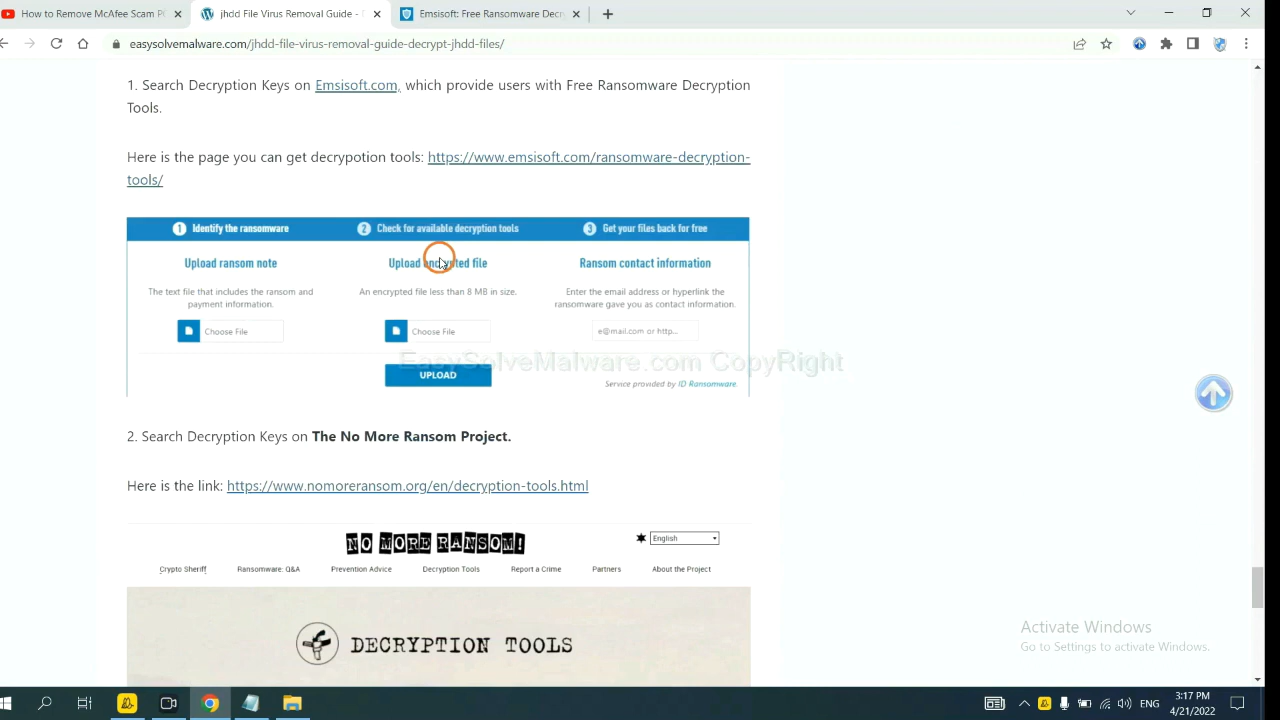 How to Remove McAfee Scam P
Jhdd File Virus Removal Guide -
Emsisoft: Free Ransomware Decry
easysolvemalware.com/jhdd-file-virus-removal-guide-decrypt-jhdd-files/
1. Search Decryption Keys on Emsisoft.com, which provide users with Free Ransomware Decryption
Tools.
Here is the page you can get decrypotion tools: https://www.emsisoft.com/ransomware-decryption-
tools/
1 Identify the ransomware
2 Check for available decryption tools
3 Get your files back for free
Upload ransom note
Upload encrypted file
Ransom contact information
The text file that includes the ransom and
payment information.
An encrypted file less than 8 MB in size.
Enter the email address or hyperlink the
ransomware gave you as contact information.
Choose File
Choose File
e@mail.com or http...
EasySolveMalware.com CopyRight
UPLOAD
Service provided by ID Ransomware.
2. Search Decryption Keys on The No More Ransom Project.
Here is the link: https://www.nomoreransom.org/en/decryption-tools.html
NO MORE RANSOM!
English
Crypto Sheriff
Ransomware: Q&A
Prevention Advice
Decryption Tools
Report a Crime
Partners
About the Project
DECRYPTION TOOLS
Activate Windows
Go to Settings to activate Windows.
ENG
3:17 PM
4/21/2022